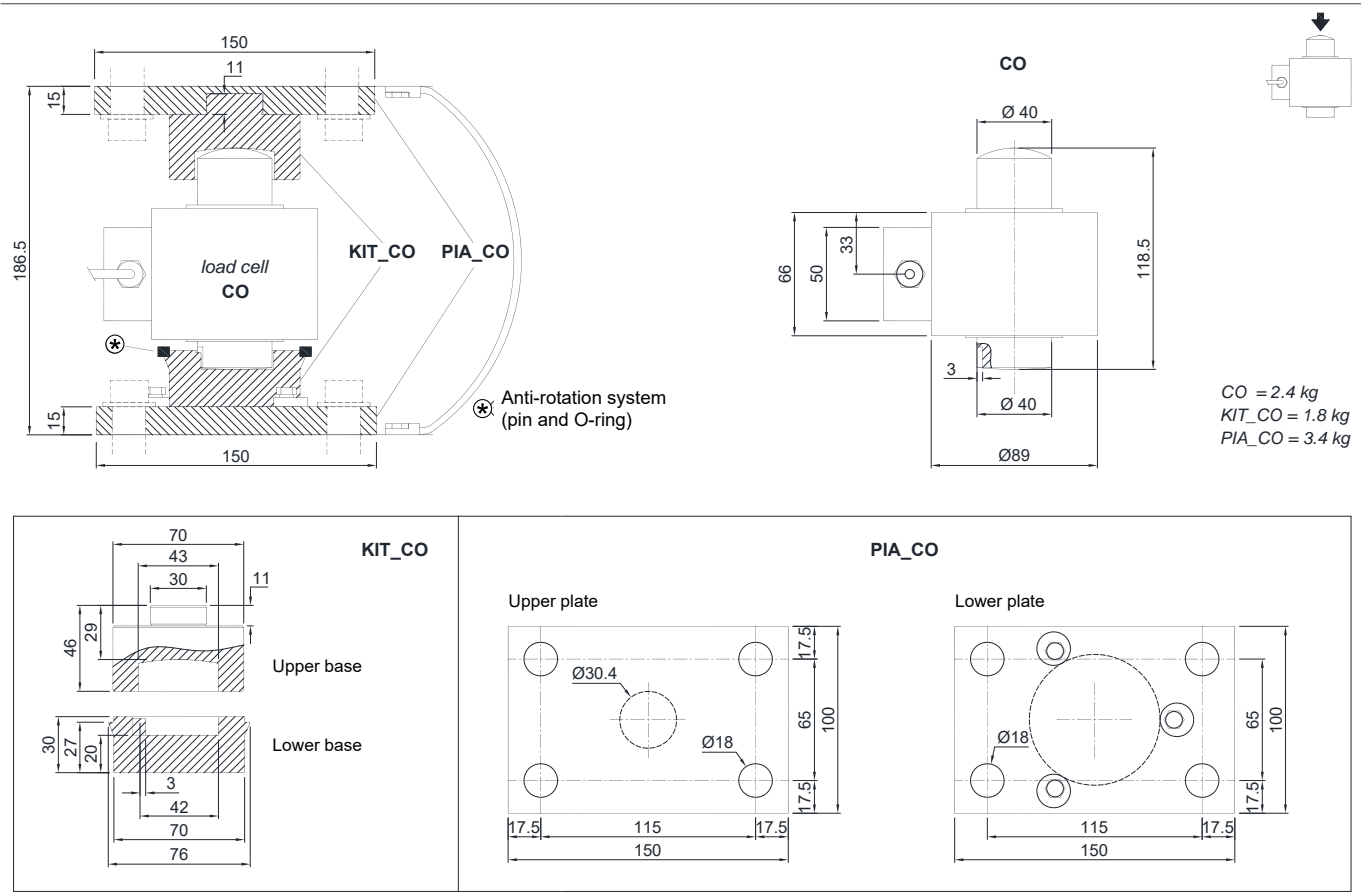 150
11
15
186.5
load cell
CO
KIT_CO
PIA_CO
Anti-rotation system
(pin and O-ring)
15
150
CO
Ø 40
33
50
66
118.5
3
Ø 40
Ø89
CO = 2.4 kg
KIT_CO = 1.8 kg
PIA_CO = 3.4 kg
KIT_CO
70
43
30
11
29
46
Upper base
30
27
20
Lower base
3
42
70
76
PIA_CO
Upper plate
Ø30.4
Ø18
17.5
65
100
17.5
17.5
115
17.5
150
Lower plate
Ø18
17.5
65
100
17.5
115
17.5
150